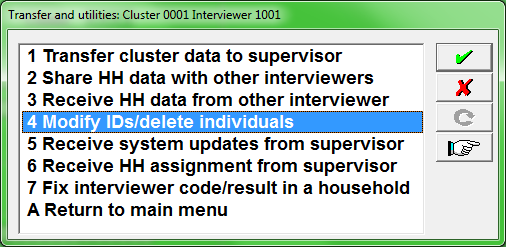 Transfer and utilities: Cluster 0001 Interviewer 1001
1 Transfer cluster data to supervisor
2 Share HH data with other interviewers
3 Receive HH data from other interviewer
4 Modify IDs/delete individuals
5 Receive system updates from supervisor
6 Receive HH assignment from supervisor
7 Fix interviewer code/result in a household
A Return to main menu